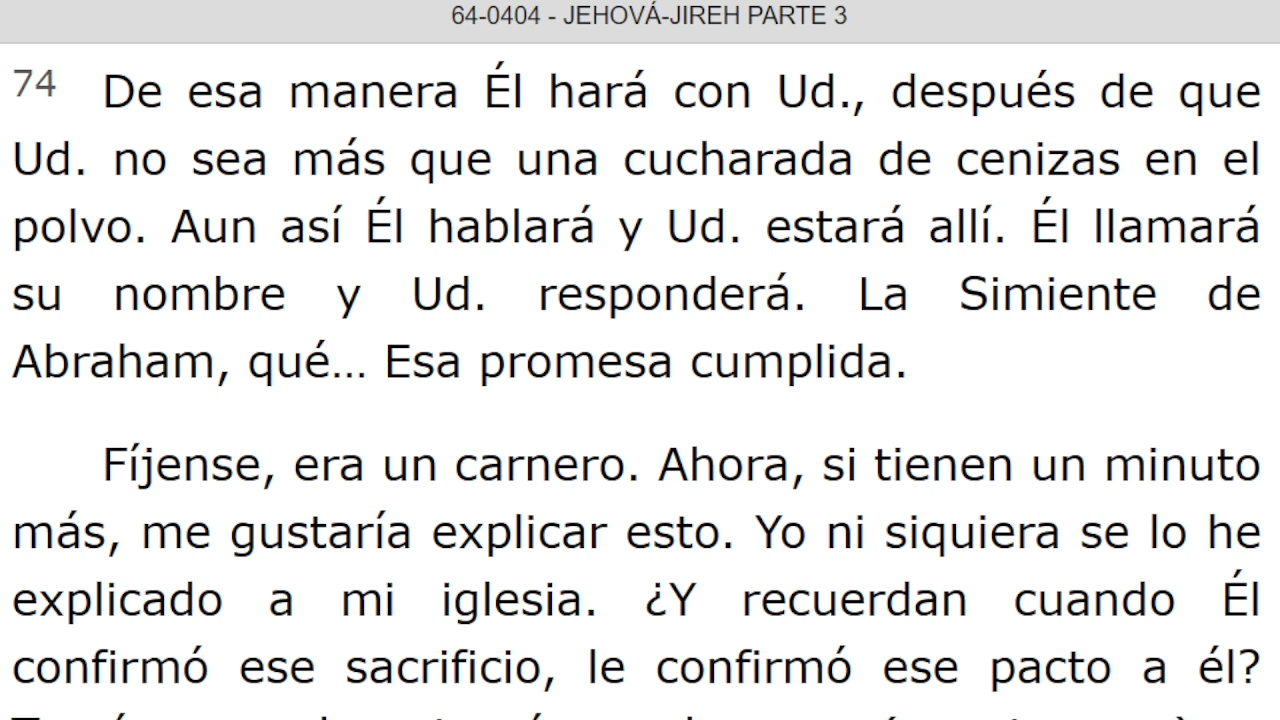 64-0404 - JEHOVÁ-JIREH PARTE 3
74 De esa manera Él hará con Ud., después de que
Ud. no sea más que una cucharada de cenizas en el
polvo. Aun así Él hablará y Ud. estará allí. Él llamará
su nombre y Ud. responderá. La Simiente de
Abraham, qué... Esa promesa cumplida.
Fíjense, era un carnero. Ahora, si tienen un minuto
más, me gustaría explicar esto. Yo ni siquiera se lo he
explicado a mi iglesia. ¿Y recuerdan cuando Él
confirmó ese sacrificio, le confirmó ese pacto a él?